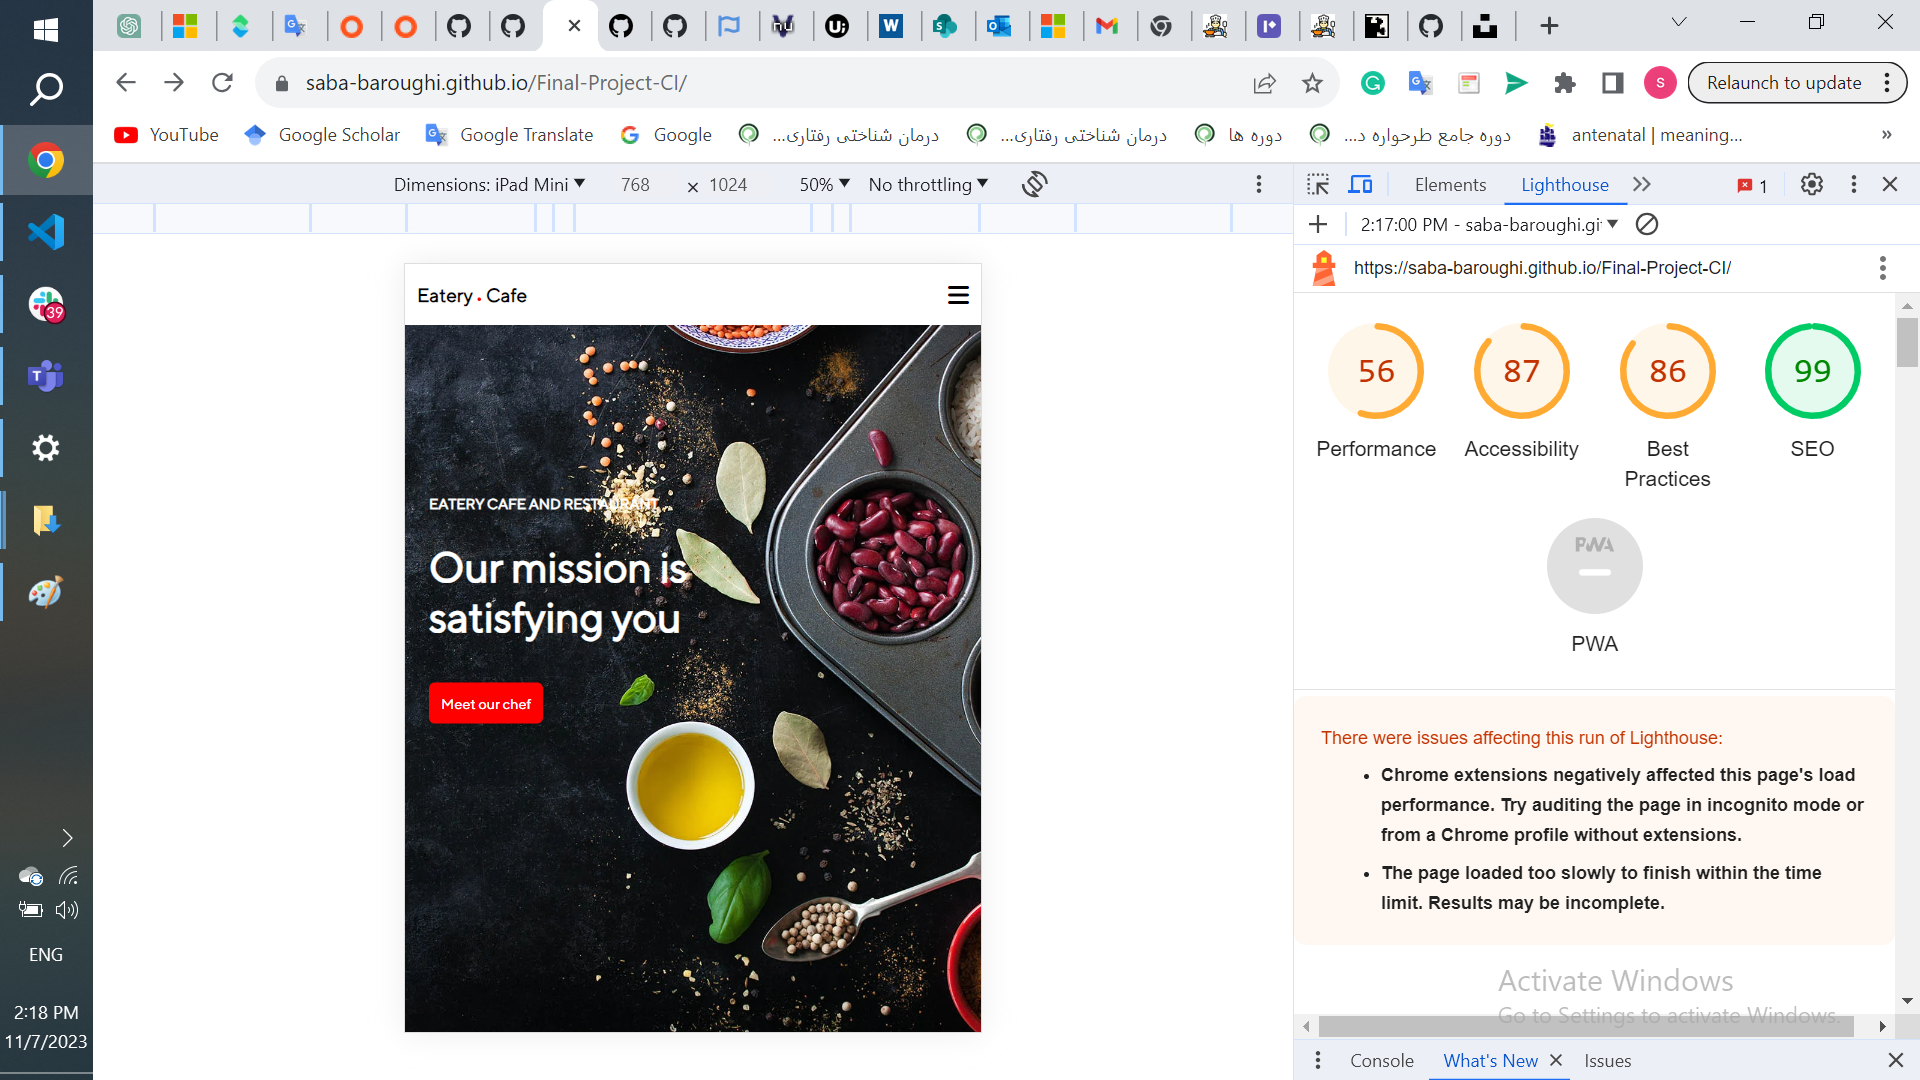 saba-baroughi.github.io/Final-Project-CI/
Relaunch to update
YouTube
Google Scholar
Google Translate
Google
درمان شناختی رفتاری...
درمان شناختی رفتاری...
دوره ها
دوره جامع طرحواره د...
antenatal | meaning...
»
Dimensions: iPad Mini
768 × 1024
50%
No throttling
Elements
Lighthouse
1
2:17:00 PM - saba-baroughi.gi
https://saba-baroughi.github.io/Final-Project-CI/
Eatery . Cafe
EATERY CAFE AND RESTAURANT
Our mission is
satisfying you
Meet our chef
56
87
86
99
Performance
Accessibility
Best
Practices
SEO
PWA
PWA
There were issues affecting this run of Lighthouse:
• Chrome extensions negatively affected this page's load
performance. Try auditing the page in incognito mode or
from a Chrome profile without extensions.
• The page loaded too slowly to finish within the time
limit. Results may be incomplete.
Activate Windows
Go to Settings to activate Windows.
Console
What's New
Issues
39
ENG
2:18 PM
11/7/2023